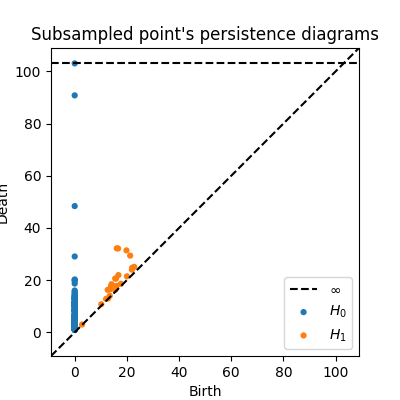 Subsampled point's persistence diagrams
100
80
60
40
20
0
Death
0 20 40 60 80 100
Birth
∞
H₀
H₁